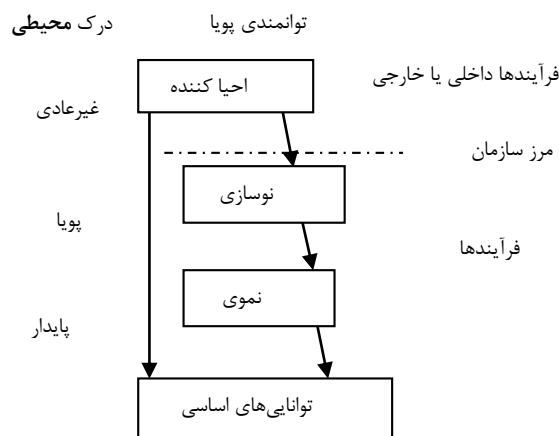 توانمندی پویا
درک محیطی
احیا کننده
فرآیندها داخلی یا خارجی
غیرعادی
مرز سازمان
نوسازی
پویا
فرآیندها
نموی
پایدار
توانایی‌های اساسی